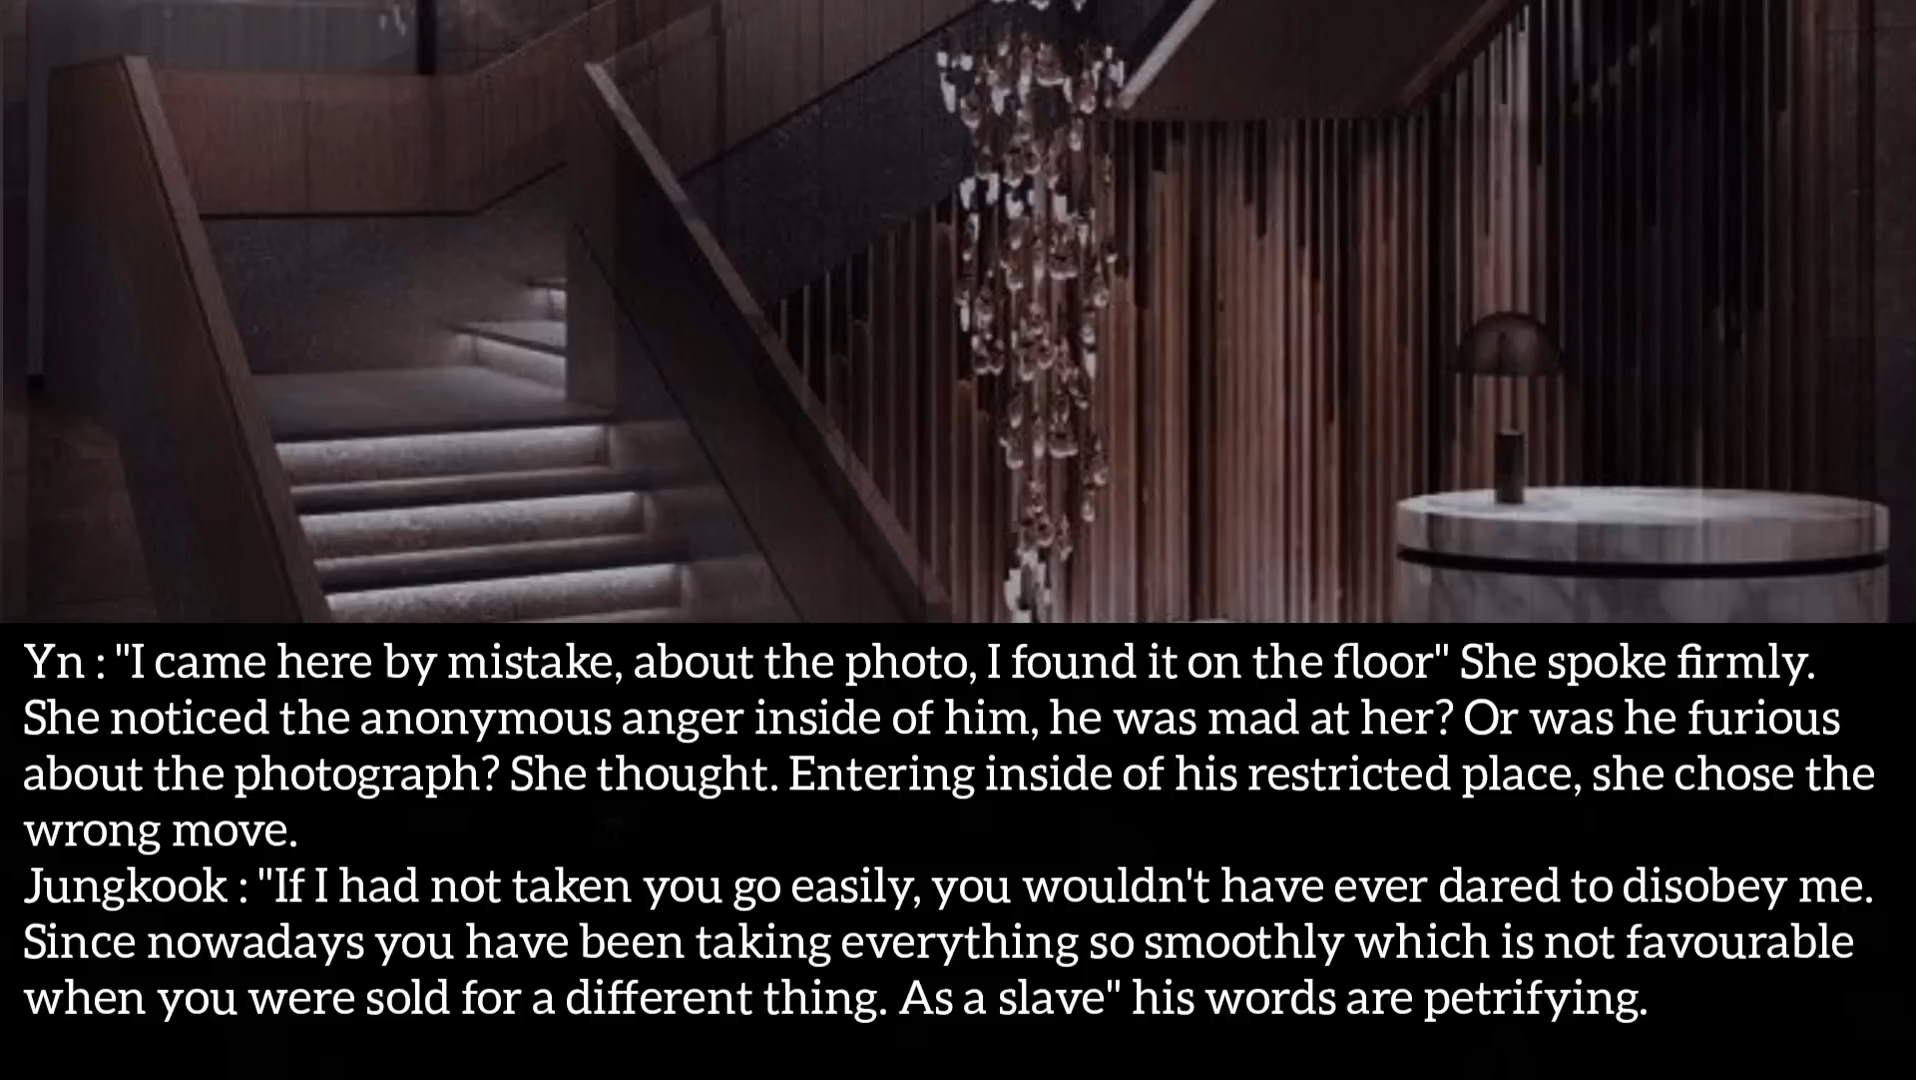 Yn : "I came here by mistake, about the photo, I found it on the floor" She spoke firmly.
She noticed the anonymous anger inside of him, he was mad at her? Or was he furious
about the photograph? She thought. Entering inside of his restricted place, she chose the
wrong move.
Jungkook : "If I had not taken you go easily, you wouldn't have ever dared to disobey me.
Since nowadays you have been taking everything so smoothly which is not favourable
when you were sold for a different thing. As a slave" his words are petrifying.